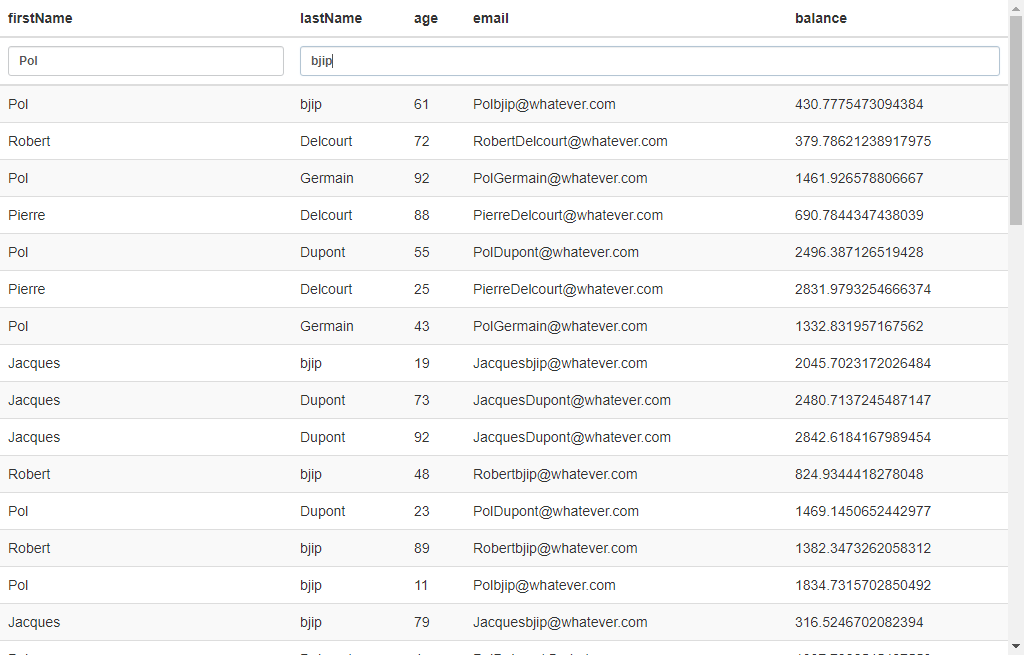 firstName lastName age email balance
Pol bjip
Pol bjip 61 Polbjip@whatever.com 430.7775473094384
Robert Delcourt 72 RobertDelcourt@whatever.com 379.78621238917975
Pol Germain 92 PolGermain@whatever.com 1461.926578806667
Pierre Delcourt 88 PierreDelcourt@whatever.com 690.7844347438039
Pol Dupont 55 PolDupont@whatever.com 2496.387126519428
Pierre Delcourt 25 PierreDelcourt@whatever.com 2831.9793254666374
Pol Germain 43 PolGermain@whatever.com 1332.831957167562
Jacques bjip 19 Jacquesbjip@whatever.com 2045.7023172026484
Jacques Dupont 73 JacquesDupont@whatever.com 2480.7137245487147
Jacques Dupont 92 JacquesDupont@whatever.com 2842.6184167989454
Robert bjip 48 Robertbjip@whatever.com 824.9344418278048
Pol Dupont 23 PolDupont@whatever.com 1469.1450652442977
Robert bjip 89 Robertbjip@whatever.com 1382.3473262058312
Pol bjip 11 Polbjip@whatever.com 1834.7315702850492
Jacques bjip 79 Jacquesbjip@whatever.com 316.5246702082394